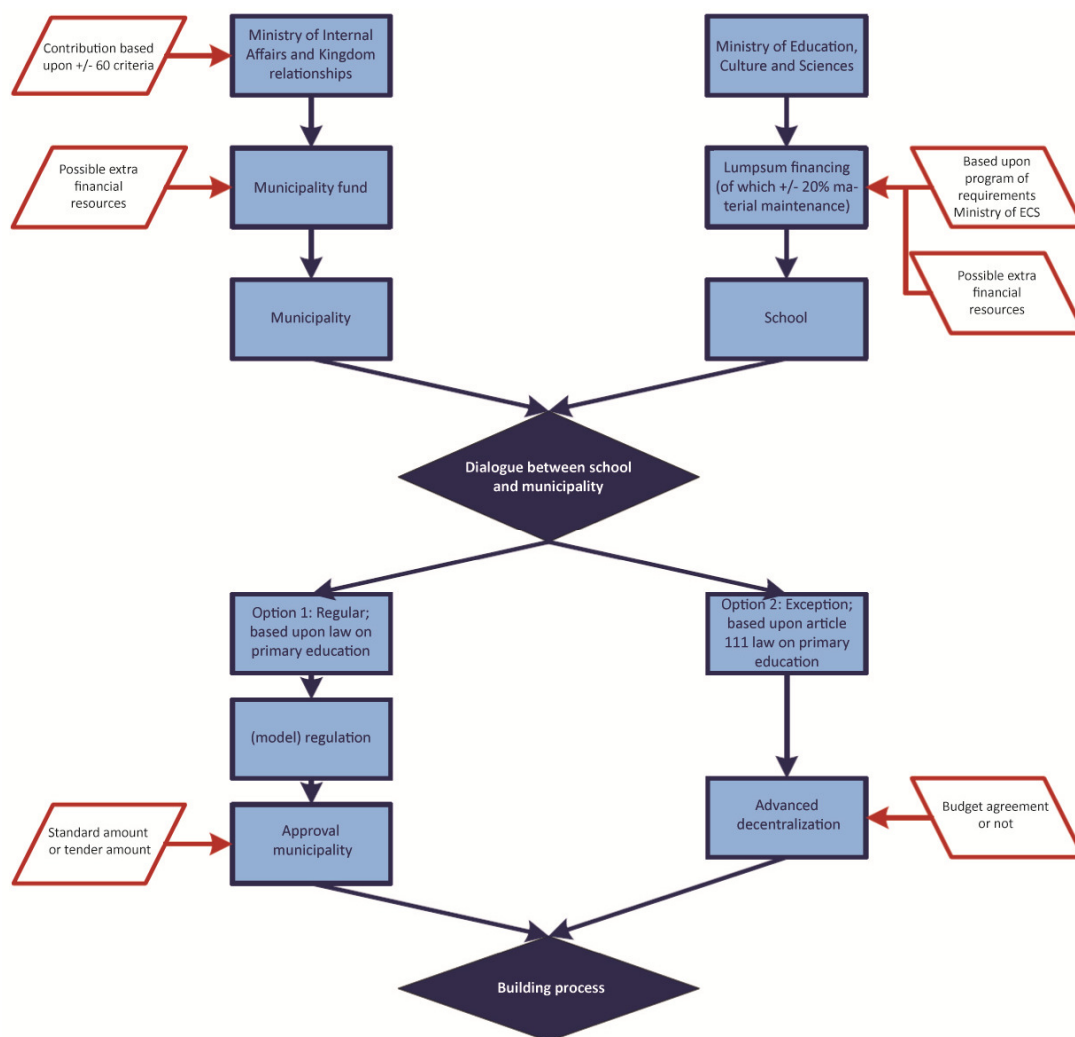 Contribution based
upon +/- 60 criteria
Ministry of Internal
Affairs and Kingdom
relationships
Ministry of Education,
Culture and Sciences
Possible extra
financial
resources
Municipality fund
Lumpsum financing
(of which +/- 20% ma-
terial maintenance)
Based upon
program of
requirements
Ministry of ECS
Municipality
School
Possible extra
financial
resources
Dialogue between school
and municipality
Option 1: Regular;
based upon law on
primary education
Option 2: Exception;
based upon article
111 law on primary
education
(model) regulation
Standard amount
or tender amount
Approval
municipality
Advanced
decentralization
Budget agreement
or not
Building process